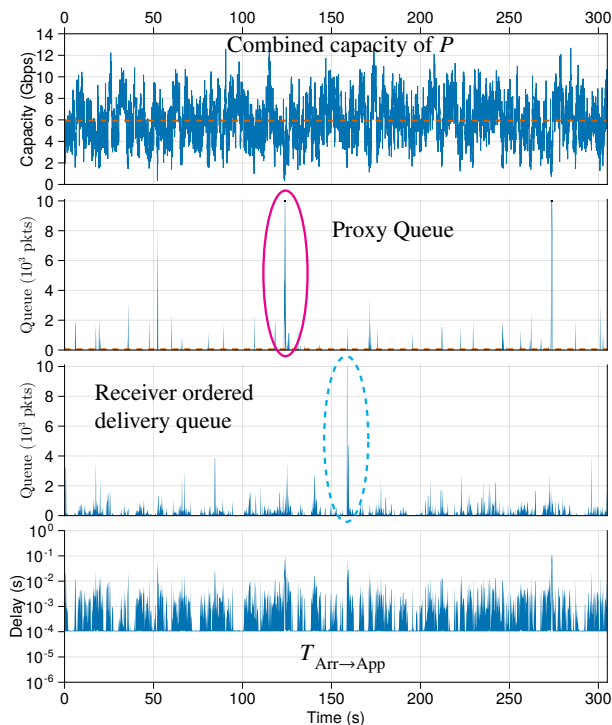 0 50 100 150 200 250 300
14
12
10
8
6
4
2
0
Capacity (Gbps)
Combined capacity of P
10
8
6
4
2
0
Queue (10³ pkts)
Proxy Queue
10
8
6
4
2
0
Queue (10³ pkts)
Receiver ordered
delivery queue
10⁰
10⁻¹
10⁻²
10⁻³
10⁻⁴
10⁻⁵
10⁻⁶
Delay (s)
T Arr→App
0 50 100 150 200 250 300
Time (s)